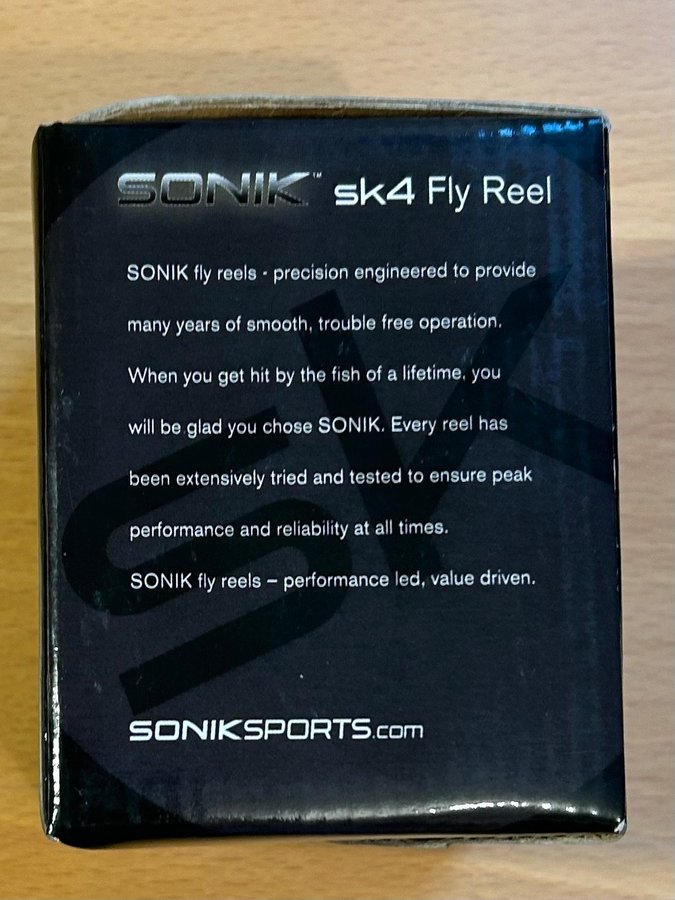 SONIK™ sk4 Fly Reel
SONIK fly reels - precision engineered to provide
many years of smooth, trouble free operation.
When you get hit by the fish of a lifetime, you
will be glad you chose SONIK. Every reel has
been extensively tried and tested to ensure peak
performance and reliability at all times.
SONIK fly reels – performance led, value driven.
SK
SONIKSPORTS.com